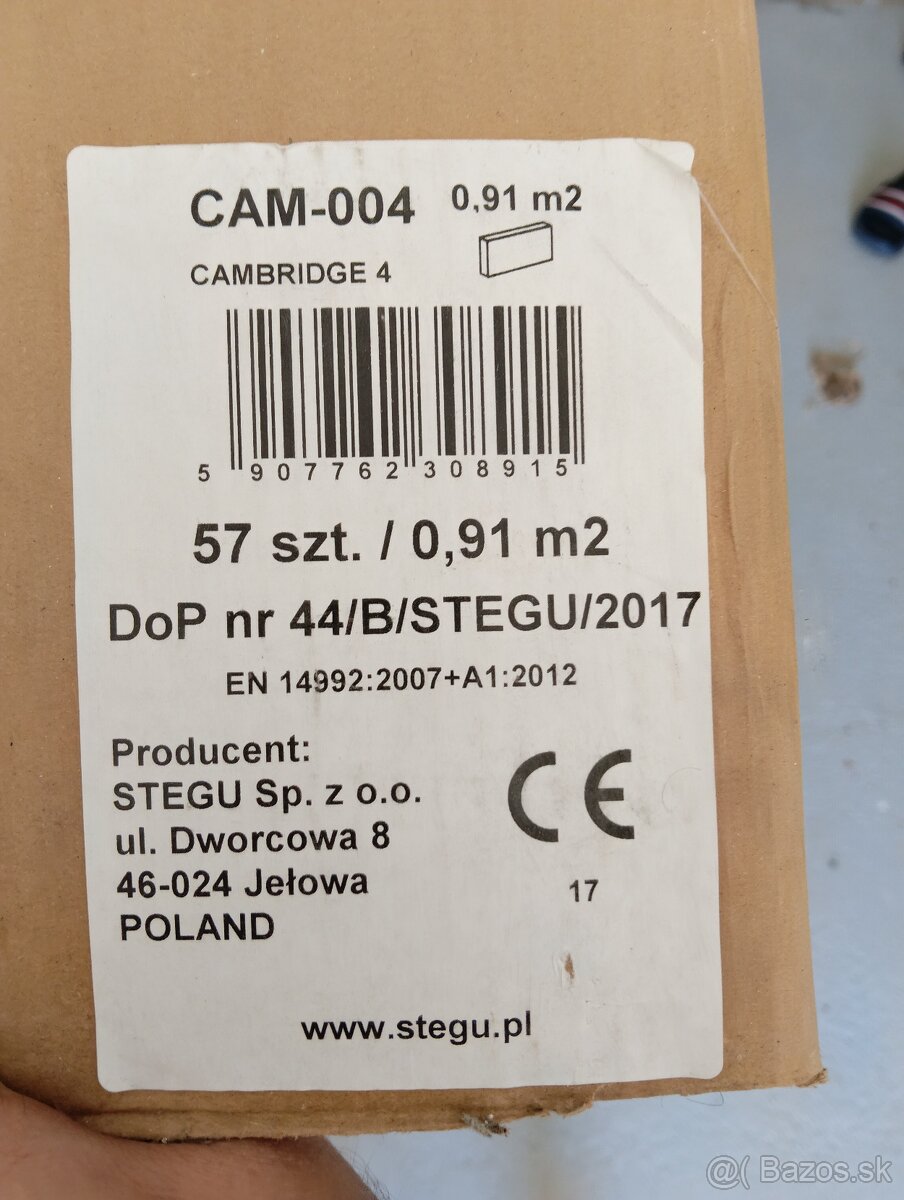 CAM-004 0,91 m2
CAMBRIDGE 4
5 907762 308915
57 szt. / 0,91 m2
DoP nr 44/B/STEGU/2017
EN 14992:2007+A1:2012
Producent:
STEGU Sp. z o.o.
ul. Dworcowa 8
46-024 Jełowa
POLAND
CE
17
www.stegu.pl
@( Bazos.sk